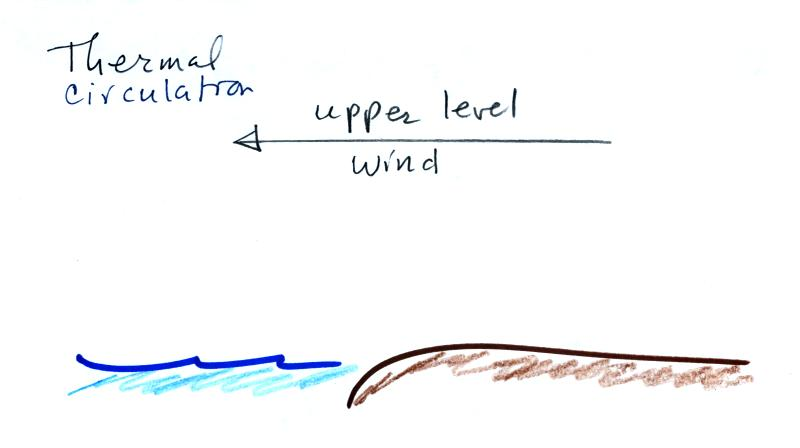 Thermal
circulation
upper level
wind